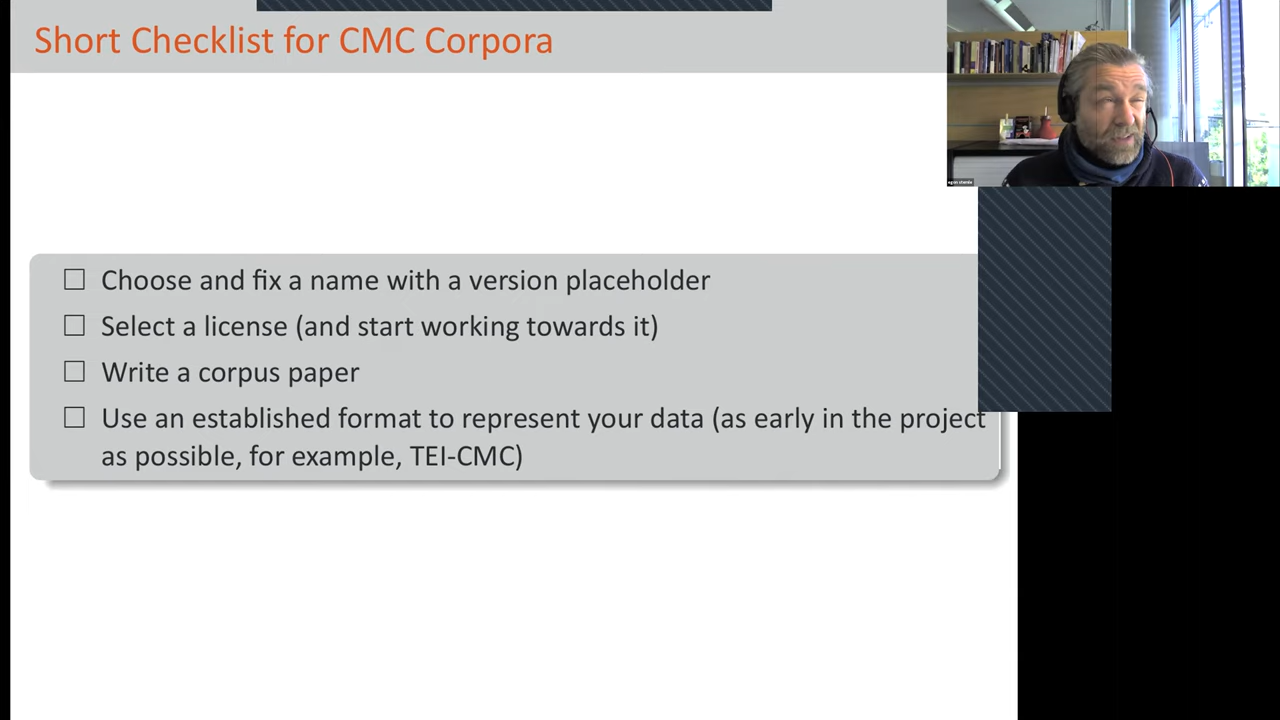 Short Checklist for CMC Corpora
☐ Choose and fix a name with a version placeholder
☐ Select a license (and start working towards it)
☐ Write a corpus paper
☐ Use an established format to represent your data (as early in the project
as possible, for example, TEI-CMC)